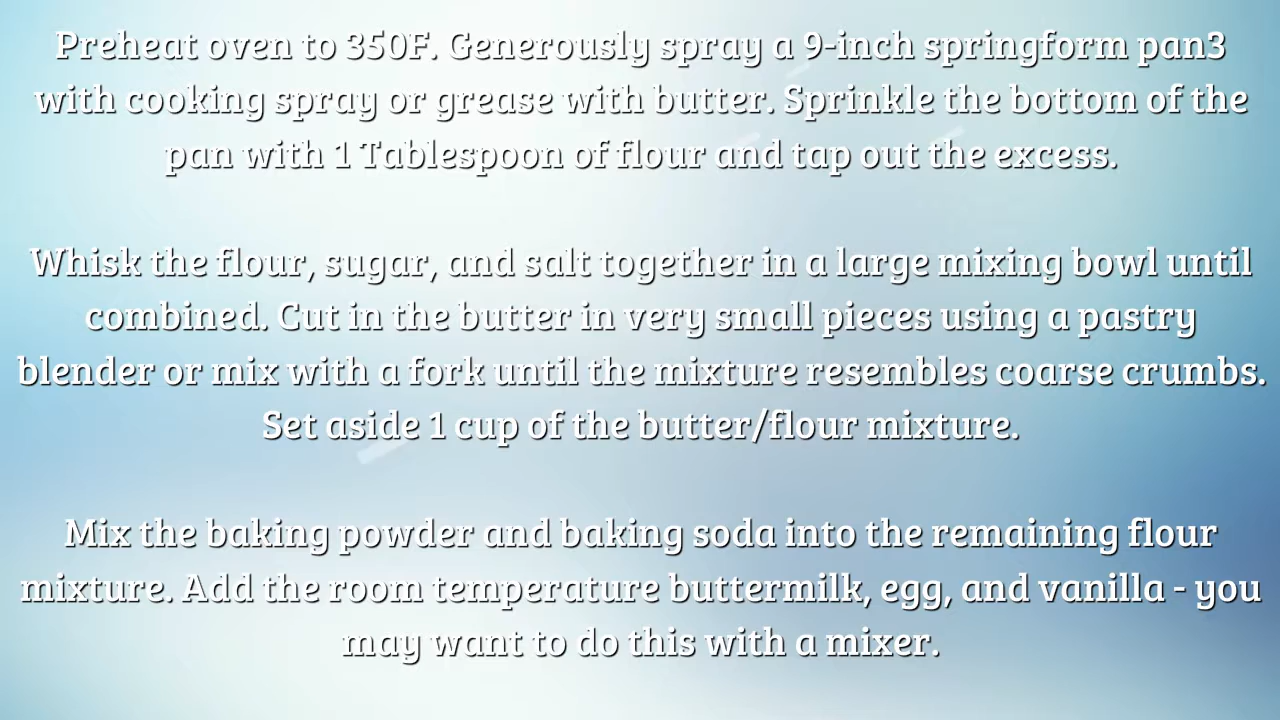 Preheat oven to 350F. Generously spray a 9-inch springform pan3
with cooking spray or grease with butter. Sprinkle the bottom of the
pan with 1 Tablespoon of flour and tap out the excess.
Whisk the flour, sugar, and salt together in a large mixing bowl until
combined. Cut in the butter in very small pieces using a pastry
blender or mix with a fork until the mixture resembles coarse crumbs.
Set aside 1 cup of the butter/flour mixture.
Mix the baking powder and baking soda into the remaining flour
mixture. Add the room temperature buttermilk, egg, and vanilla - you
may want to do this with a mixer.